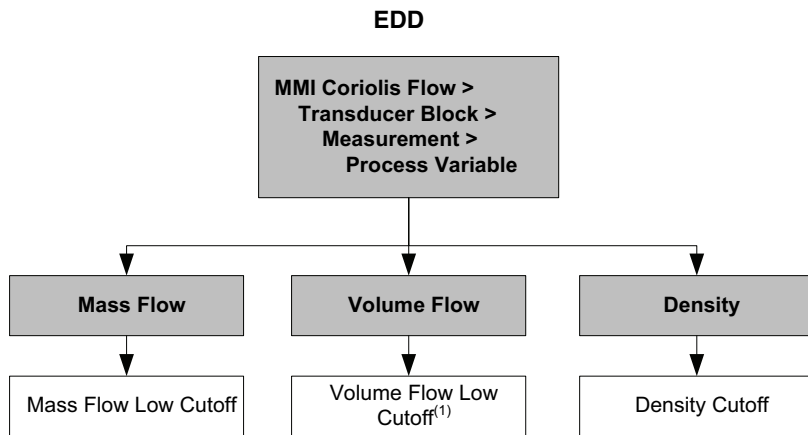 EDD
MMI Coriolis Flow >
Transducer Block >
Measurement >
Process Variable
Mass Flow
Volume Flow
Density
Mass Flow Low Cutoff
Volume Flow Low
Cutoff(1)
Density Cutoff